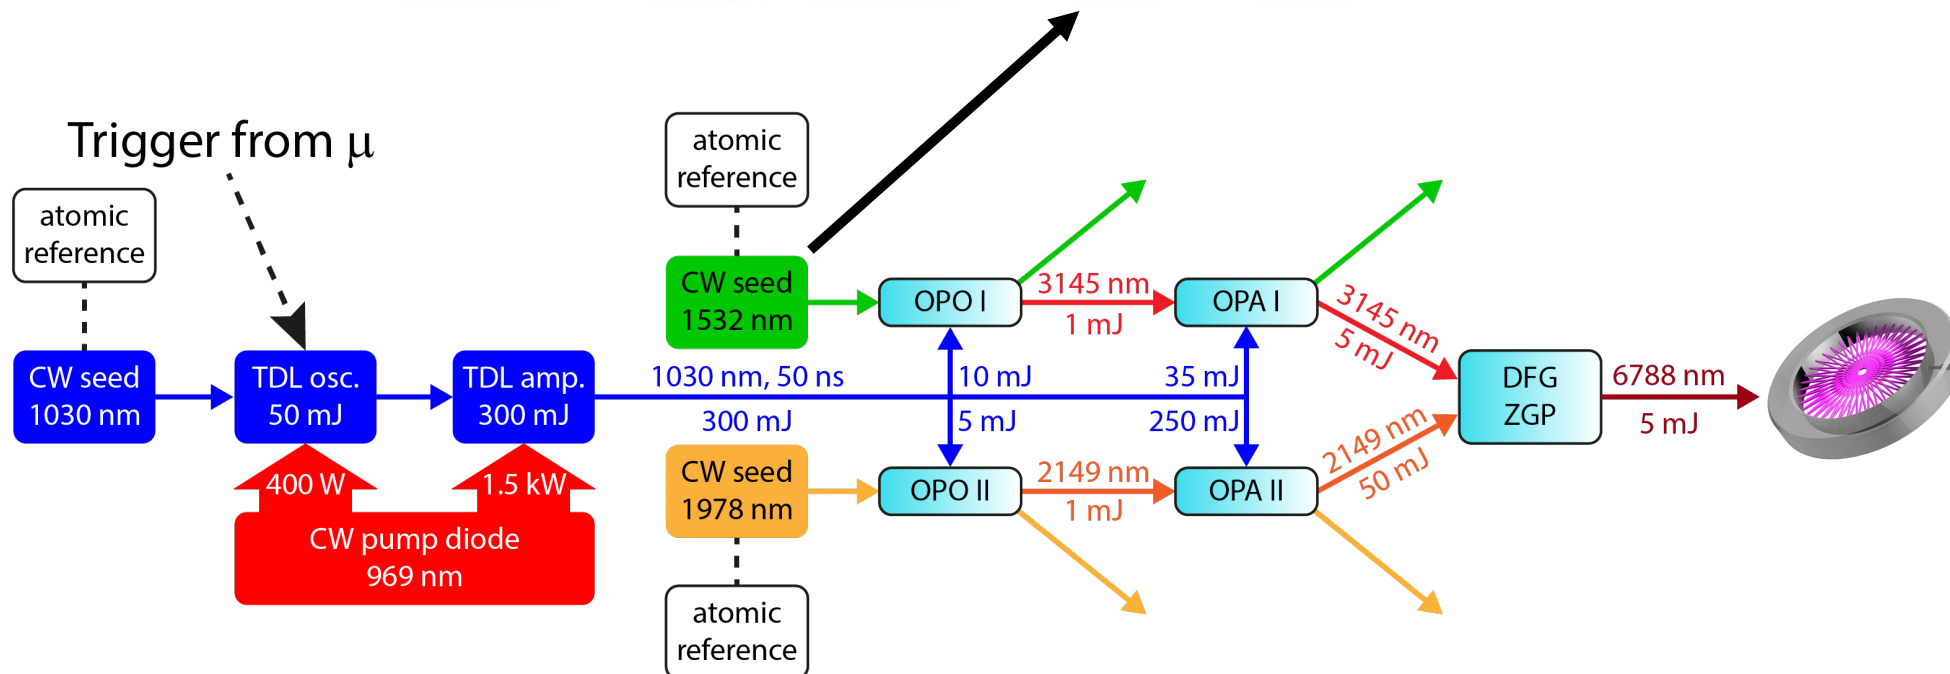 Trigger from μ
atomic
reference
CW seed
1030 nm
TDL osc.
50 mJ
TDL amp.
300 mJ
400 W
1.5 kW
CW pump diode
969 nm
1030 nm, 50 ns
300 mJ
atomic
reference
CW seed
1532 nm
CW seed
1978 nm
atomic
reference
OPO I
10 mJ
5 mJ
OPO II
3145 nm
1 mJ
2149 nm
1 mJ
OPA I
35 mJ
250 mJ
OPA II
3145 nm
5 mJ
2149 nm
50 mJ
DFG
ZGP
6788 nm
5 mJ